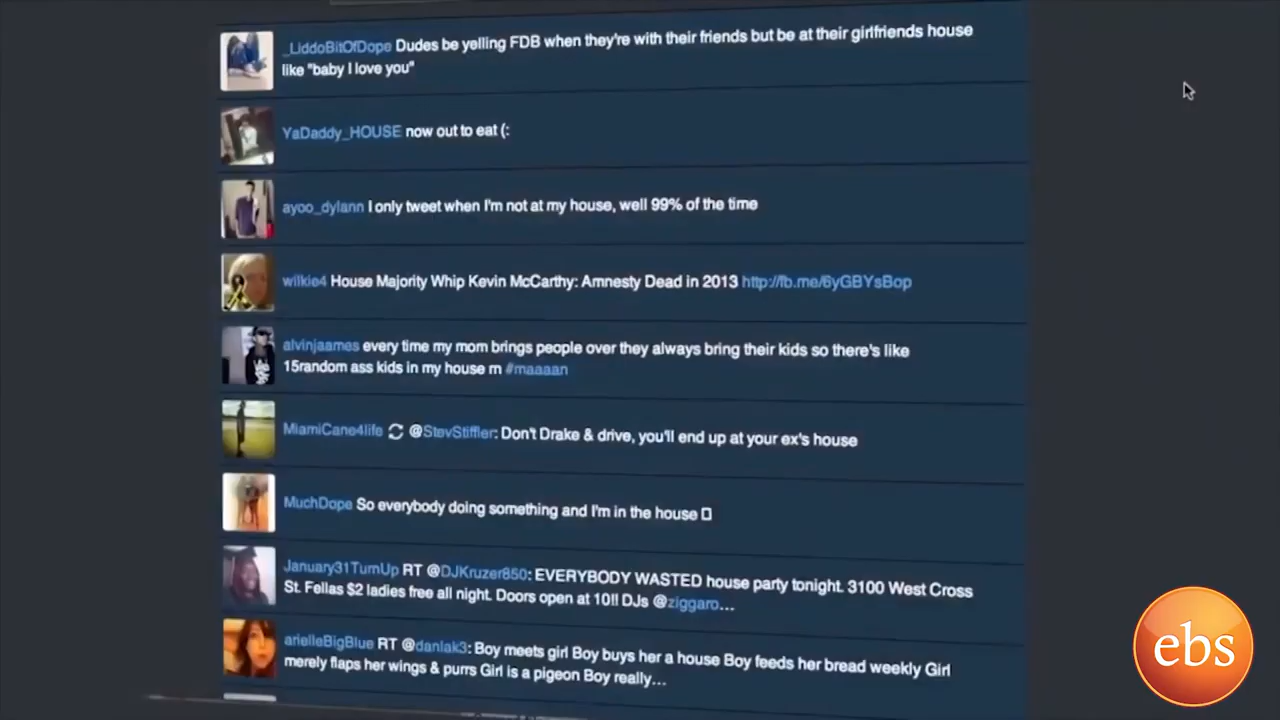 _LiddoBitOfDope Dudes be yelling FDB when they're with their friends but be at their girlfriends house
like "baby I love you"
YaDaddy_HOUSE now out to eat (:
ayoo_dylann I only tweet when I'm not at my house, well 99% of the time
wilkie4 House Majority Whip Kevin McCarthy: Amnesty Dead in 2013 http://fb.me/6yGBYsBop
alvinjaames every time my mom brings people over they always bring their kids so there's like
15random ass kids in my house m #maaaan
MiamiCane4life @StevStiffler: Don't Drake & drive, you'll end up at your ex's house
MuchDope So everybody doing something and I'm in the house
January31TurnUp RT @DJKruzer850: EVERYBODY WASTED house party tonight. 3100 West Cross
St. Fellas $2 ladies free all night. Doors open at 10!! DJs @ziggaro...
arielleBigBlue RT @danlak3: Boy meets girl Boy buys her a house Boy feeds her bread weekly Girl
merely flaps her wings & purrs Girl is a pigeon Boy really...
ebs